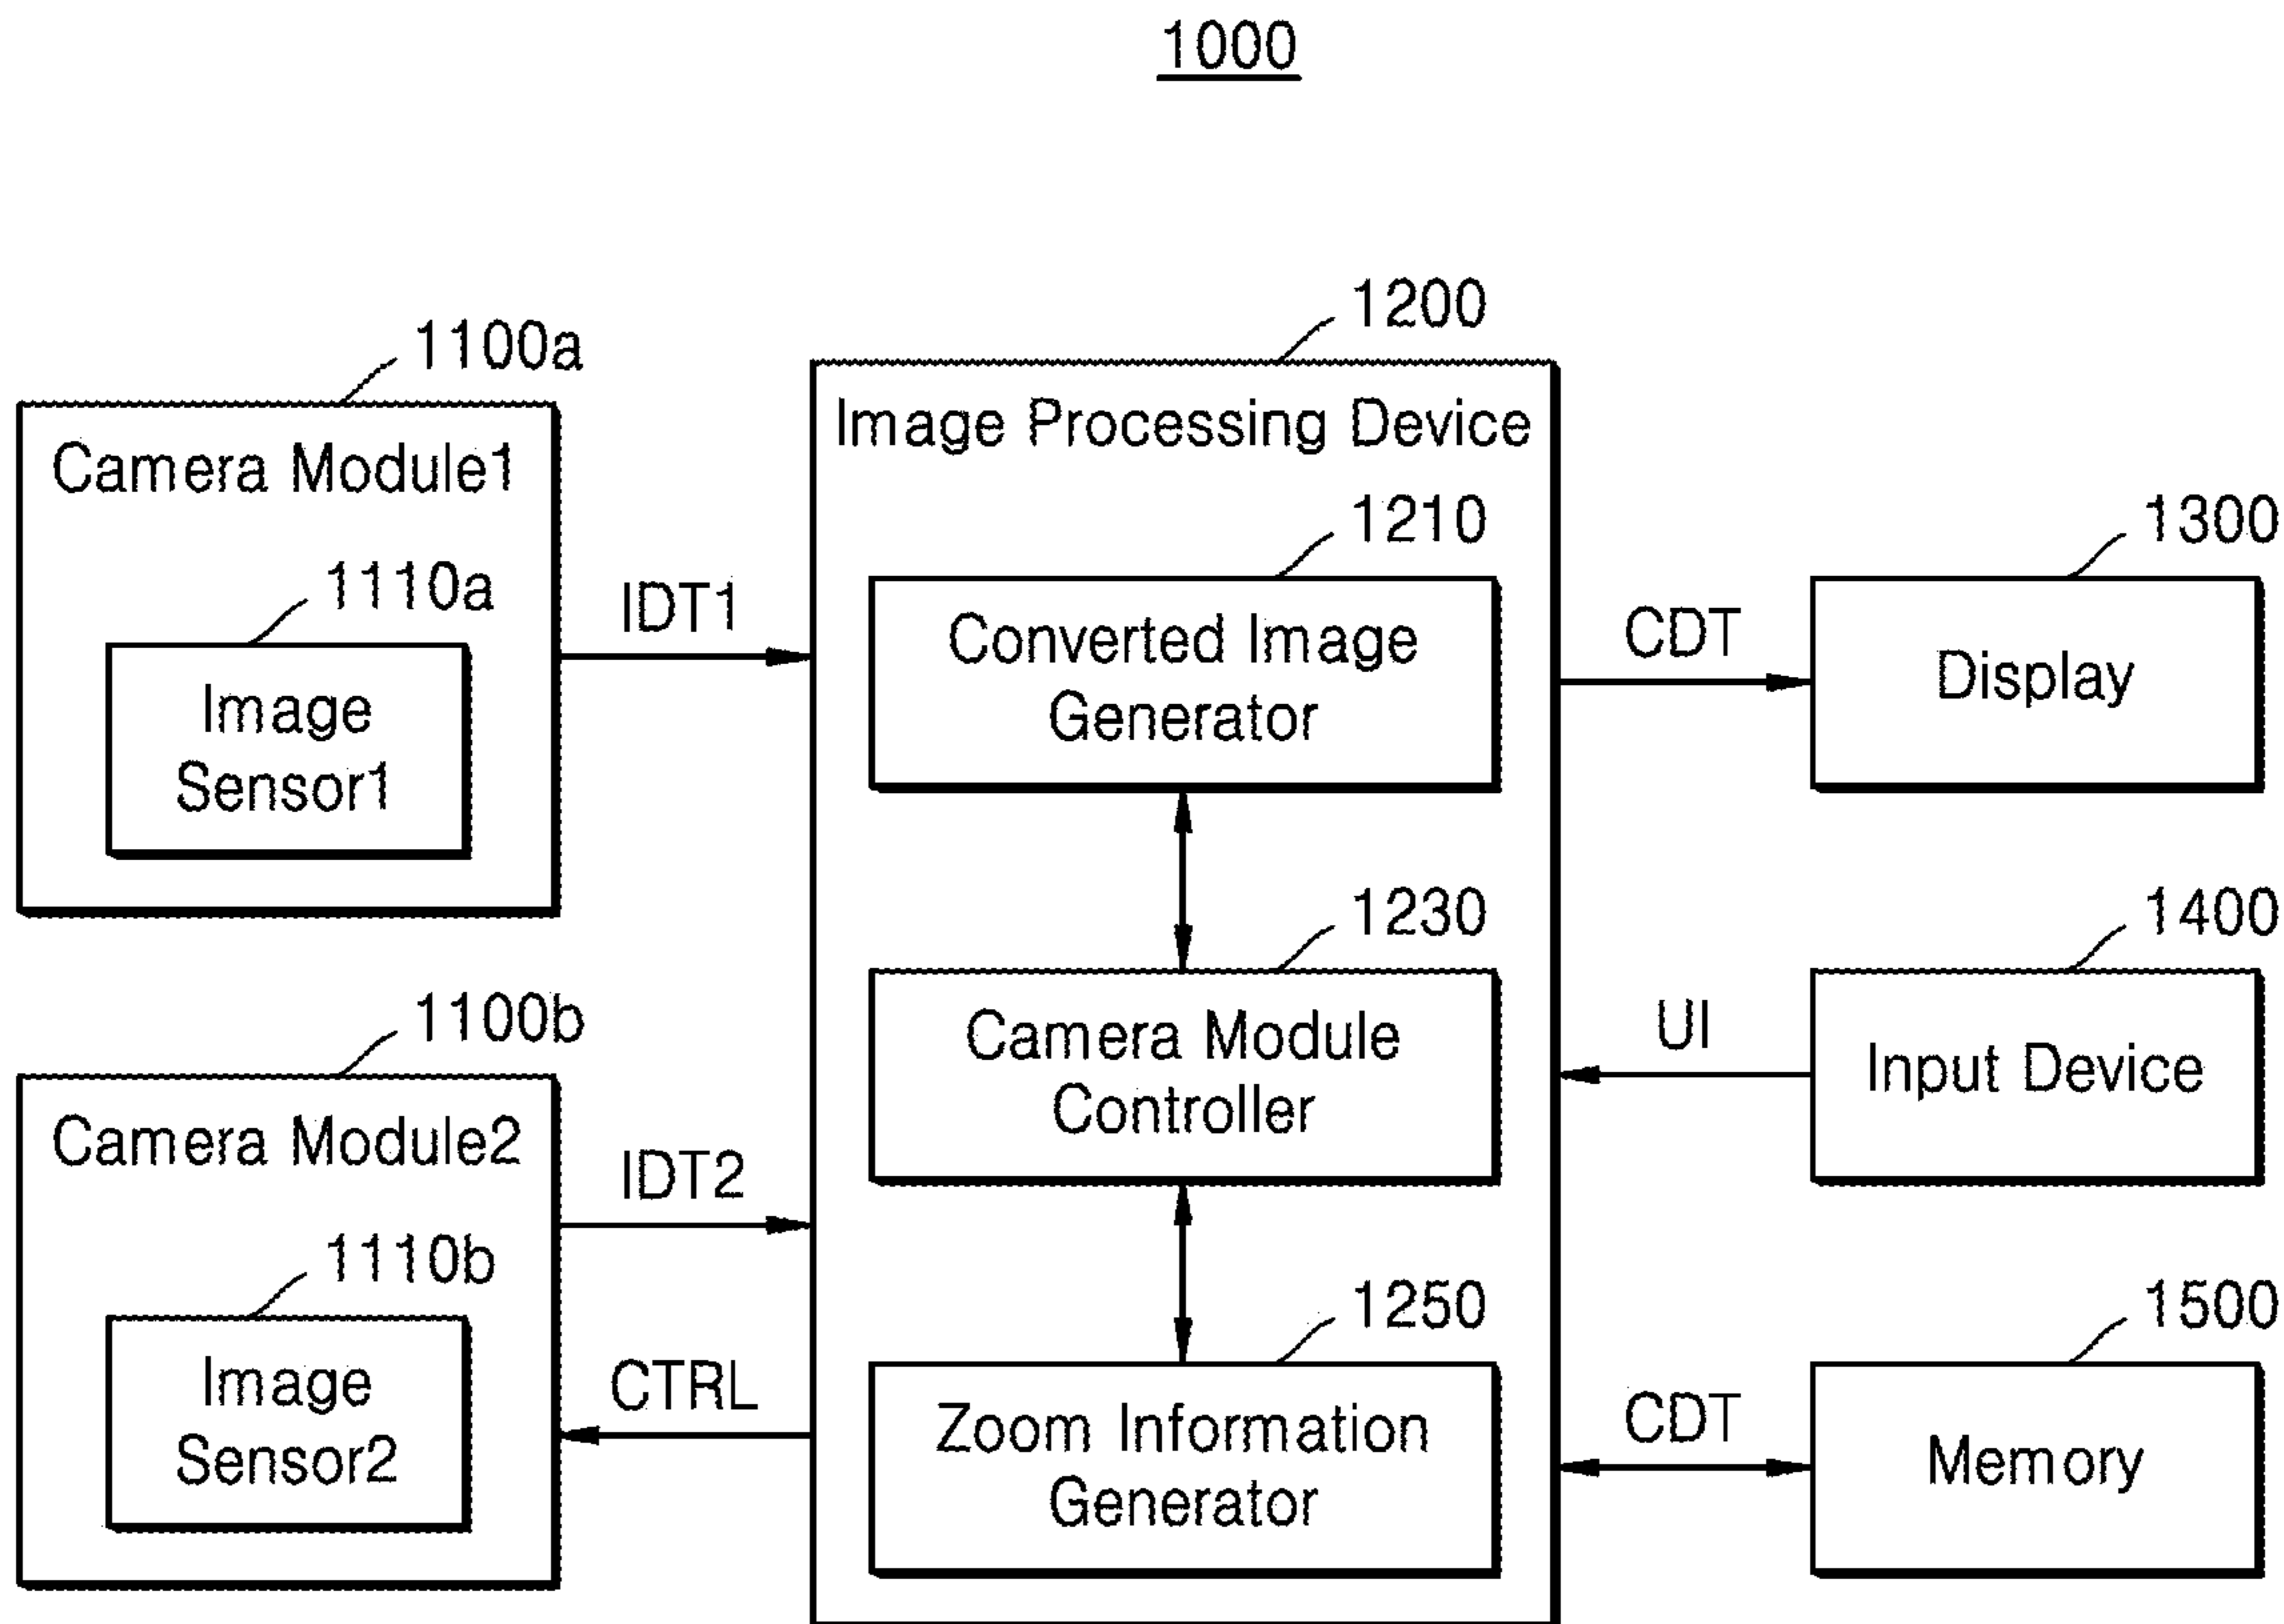 1000
1100a
Camera Module1
1110a
Image
Sensor1
IDT1
1100b
Camera Module2
1110b
Image
Sensor2
IDT2
CTRL
1200
Image Processing Device
1210
Converted Image
Generator
1230
Camera Module
Controller
1250
Zoom Information
Generator
CDT
1300
Display
UI
1400
Input Device
CDT
1500
Memory